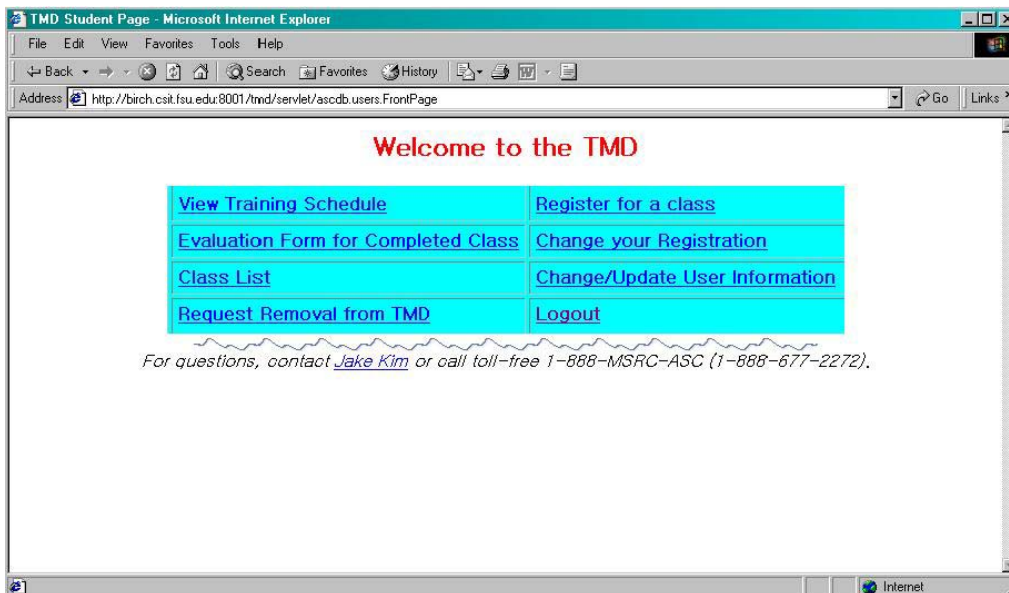 TMD Student Page - Microsoft Internet Explorer
File Edit View Favorites Tools Help
Back Search Favorites History
Address http://birch.csit.fsu.edu:8001/tmd/servlet/ascdb.users.FrontPage Go Links
Welcome to the TMD
View Training Schedule Register for a class
Evaluation Form for Completed Class Change your Registration
Class List Change/Update User Information
Request Removal from TMD Logout
For questions, contact Jake Kim or call toll-free 1-888-MSRC-ASC (1-888-677-2272).
Internet